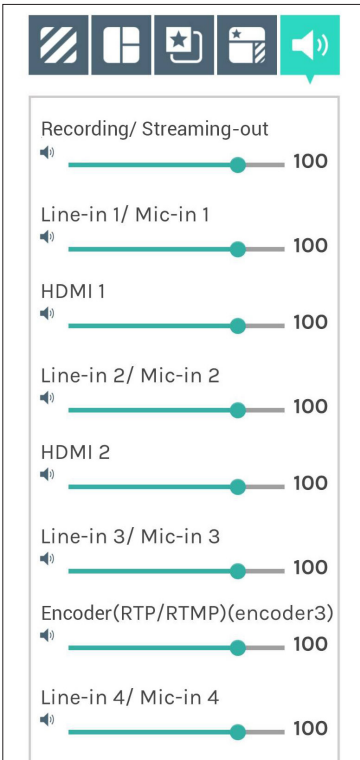 Recording/ Streaming-out
100
Line-in 1/ Mic-in 1
100
HDMI 1
100
Line-in 2/ Mic-in 2
100
HDMI 2
100
Line-in 3/ Mic-in 3
100
Encoder(RTP/RTMP)(encoder3)
100
Line-in 4/ Mic-in 4
100